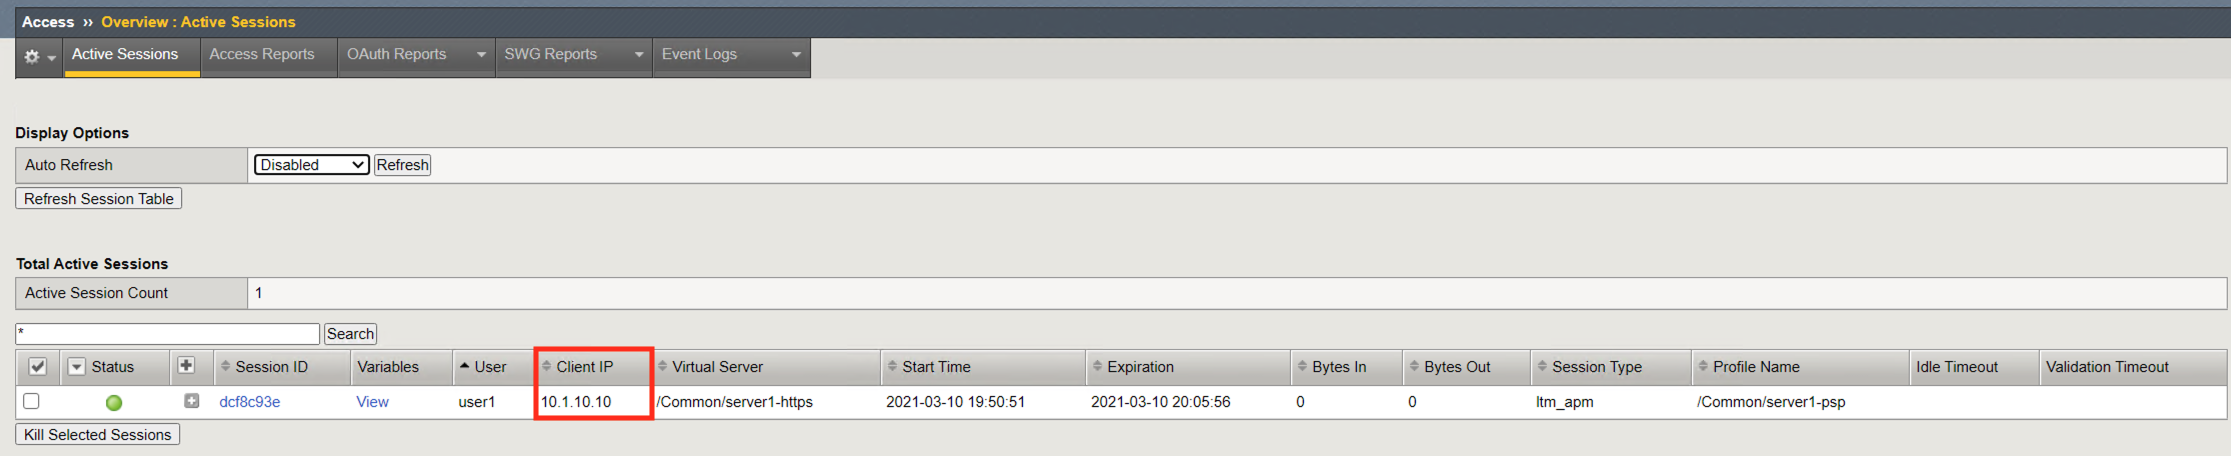 Access ›› Overview : Active Sessions
Active Sessions Access Reports OAuth Reports SWG Reports Event Logs
Display Options
Auto Refresh Disabled Refresh
Refresh Session Table
Total Active Sessions
Active Session Count 1
* Search
Status Session ID Variables User Client IP Virtual Server Start Time Expiration Bytes In Bytes Out Session Type Profile Name Idle Timeout Validation Timeout
dcf8c93e View user1 10.1.10.10 /Common/server1-https 2021-03-10 19:50:51 2021-03-10 20:05:56 0 0 ltm_apm /Common/server1-psp
Kill Selected Sessions